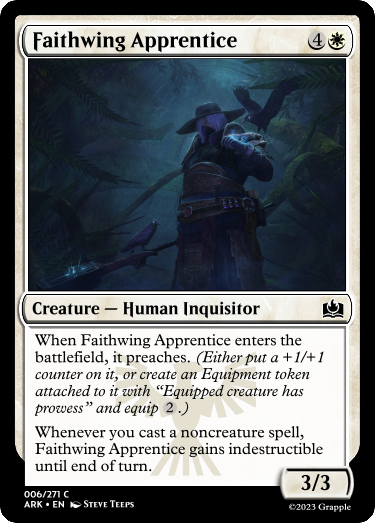 Faithwing Apprentice 4
Creature — Human Inquisitor
When Faithwing Apprentice enters the
battlefield, it preaches. (Either put a +1/+1
counter on it, or create an Equipment token
attached to it with “Equipped creature has
prowess” and equip 2 .)
Whenever you cast a noncreature spell,
Faithwing Apprentice gains indestructible
until end of turn.
3/3
006/271 C
ARK • EN Steve Teeps
©2023 Grapple